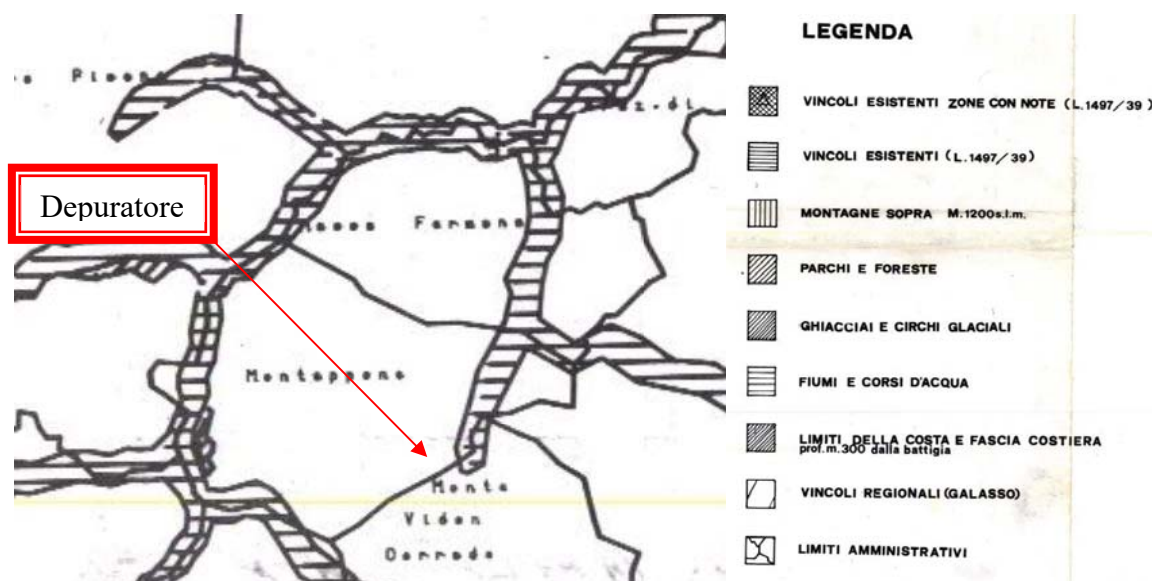 Depuratore
Fermana
Montappone
Monte
Vidon
Corrado
LEGENDA
VINCOLI ESISTENTI ZONE CON NOTE (L.1497/39)
VINCOLI ESISTENTI (L.1497/39)
MONTAGNE SOPRA M.1200s.l.m.
PARCHI E FORESTE
GHIACCIAI E CIRCHI GLACIALI
FIUMI E CORSI D'ACQUA
LIMITI DELLA COSTA E FASCIA COSTIERA
prof.m.300 dalla battigia
VINCOLI REGIONALI (GALASSO)
LIMITI AMMINISTRATIVI